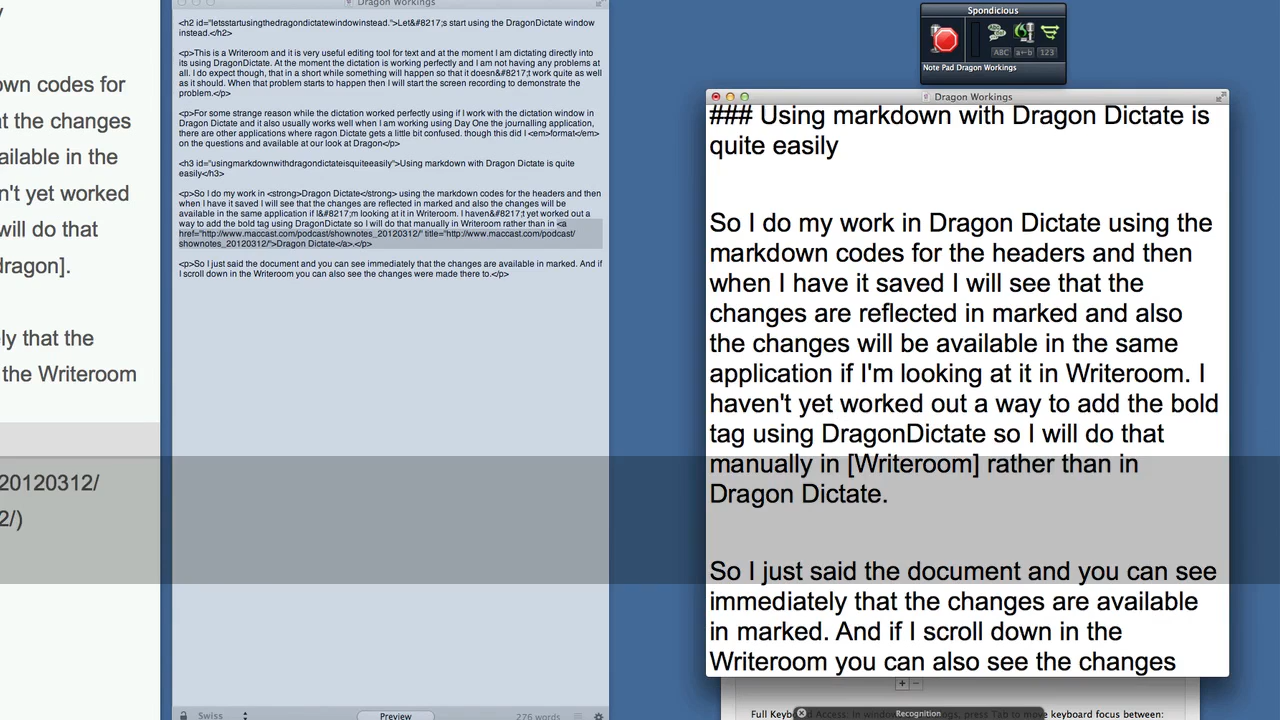 own codes for
at the changes
ailable in the
n't yet worked
will do that
dragon].
ly that the
the Writeroom
20120312/
2/)
Dragon Workings
<h2 id="letsstartusingthedragondictatewindowinstead.">Let&#8217;s start using the DragonDictate window
instead.</h2>
<p>This is a Writeroom and it is very useful editing tool for text and at the moment I am dictating directly into
its using DragonDictate. At the moment the dictation is working perfectly and I am not having any problems at
all. I do expect though, that in a short while something will happen so that it doesn&#8217;t work quite as well
as it should. When that problem starts to happen then I will start the screen recording to demonstrate the
problem.</p>
<p>For some strange reason while the dictation worked perfectly using if I work with the dictation window in
Dragon Dictate and it also usually works well when I am working using Day One the journalling application,
there are other applications where ragon Dictate gets a little bit confused. though this did I <em>format</em>
on the questions and available at our look at Dragon</p>
<h3 id="usingmarkdownwithdragondictateisquiteeasily">Using markdown with Dragon Dictate is quite
easily</h3>
<p>So I do my work in <strong>Dragon Dictate</strong> using the markdown codes for the headers and then
when I have it saved I will see that the changes are reflected in marked and also the changes will be
available in the same application if I&#8217;m looking at it in Writeroom. I haven&#8217;t yet worked out a
way to add the bold tag using DragonDictate so I will do that manually in Writeroom rather than in <a
href="http://www.maccast.com/podcast/shownotes_20120312/" title="http://www.maccast.com/podcast/
shownotes_20120312/">Dragon Dictate</a>.</p>
<p>So I just said the document and you can see immediately that the changes are available in marked. And if
I scroll down in the Writeroom you can also see the changes were made there to.</p>
Swiss
Preview
276 words
Spondicious
ABC
a↔b
123
Note Pad Dragon Workings
Dragon Workings
### Using markdown with Dragon Dictate is
quite easily
So I do my work in Dragon Dictate using the
markdown codes for the headers and then
when I have it saved I will see that the
changes are reflected in marked and also
the changes will be available in the same
application if I'm looking at it in Writeroom. I
haven't yet worked out a way to add the bold
tag using DragonDictate so I will do that
manually in [Writeroom] rather than in
Dragon Dictate.
So I just said the document and you can see
immediately that the changes are available
in marked. And if I scroll down in the
Writeroom you can also see the changes
Full Keyboard Access: In windows and dialogs, press Tab to move keyboard focus between:
Recognition